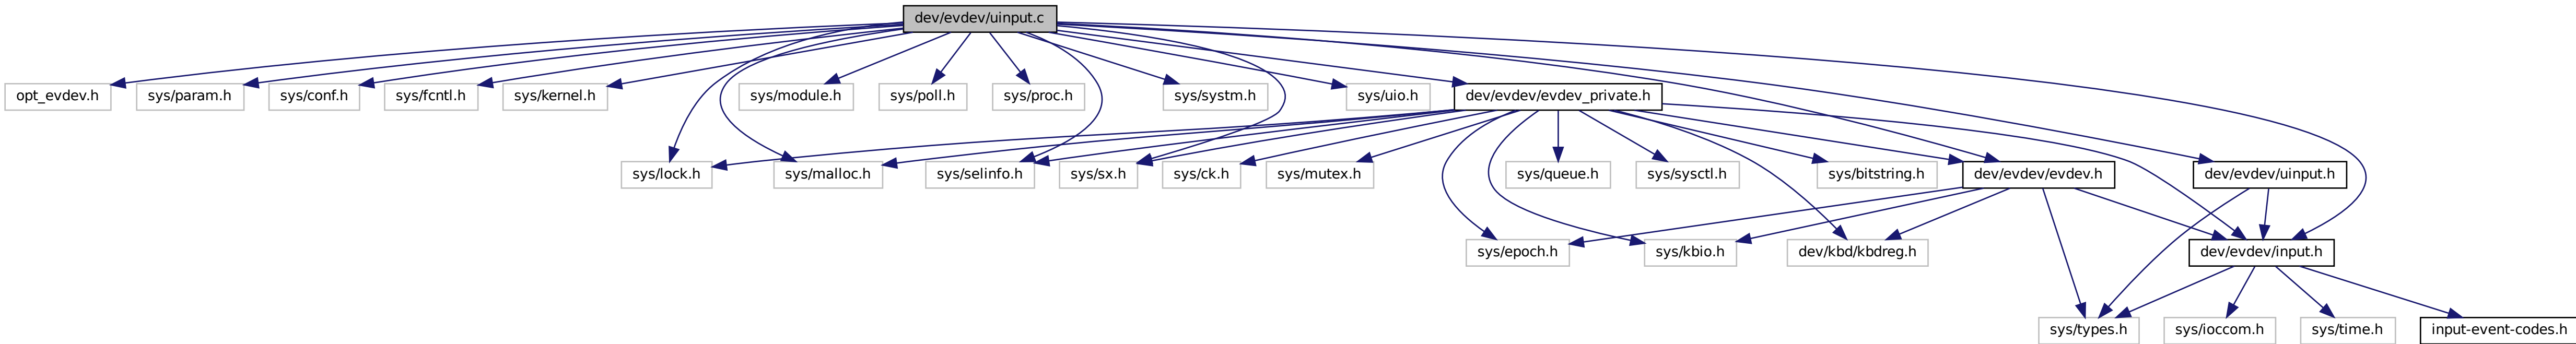 dev/evdev/uinput.c
opt_evdev.h
sys/param.h
sys/conf.h
sys/fcntl.h
sys/kernel.h
sys/module.h
sys/poll.h
sys/proc.h
sys/systm.h
sys/uio.h
dev/evdev/evdev_private.h
sys/lock.h
sys/malloc.h
sys/selinfo.h
sys/sx.h
sys/ck.h
sys/mutex.h
sys/queue.h
sys/sysctl.h
sys/bitstring.h
dev/evdev/evdev.h
dev/evdev/uinput.h
sys/epoch.h
sys/kbio.h
dev/kbd/kbdreg.h
dev/evdev/input.h
sys/types.h
sys/ioccom.h
sys/time.h
input-event-codes.h